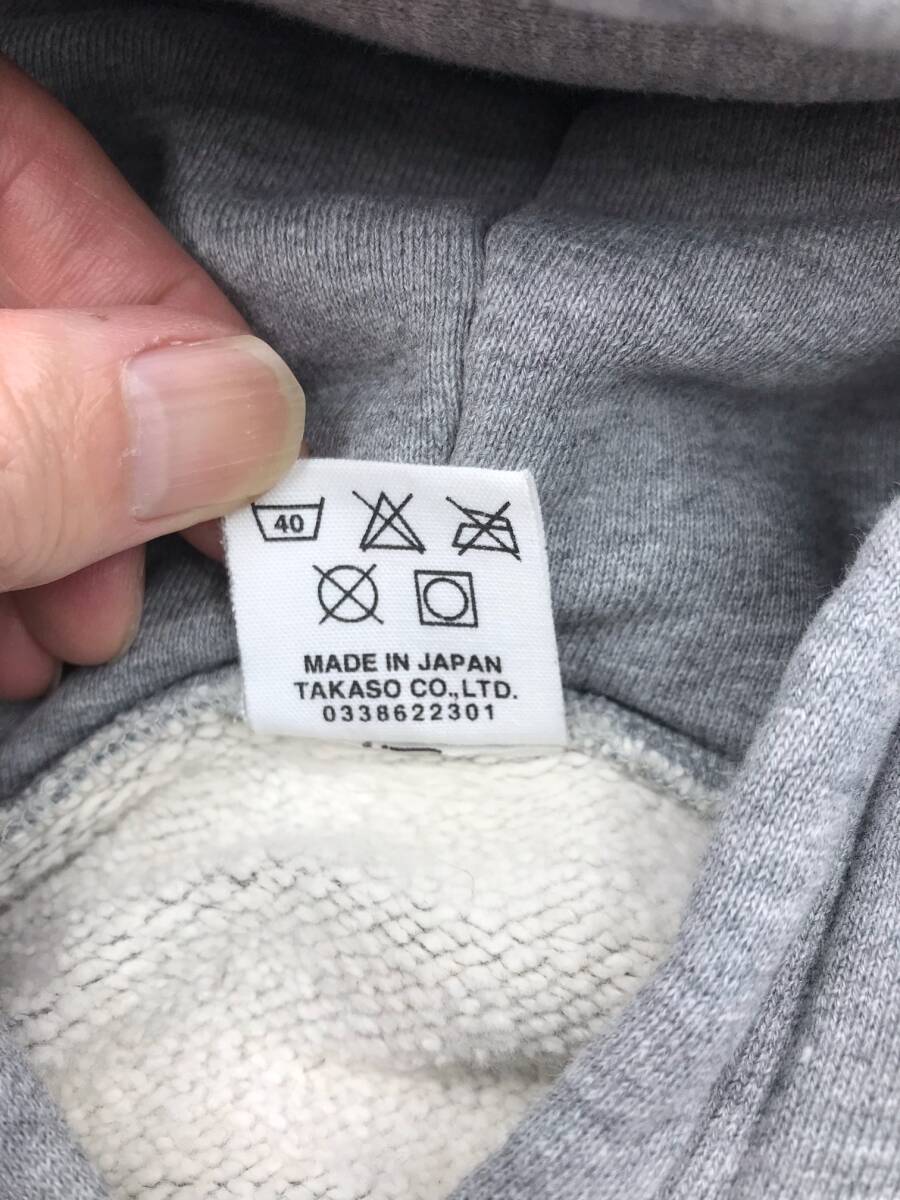 40
MADE IN JAPAN
TAKASO CO.,LTD.
0338622301